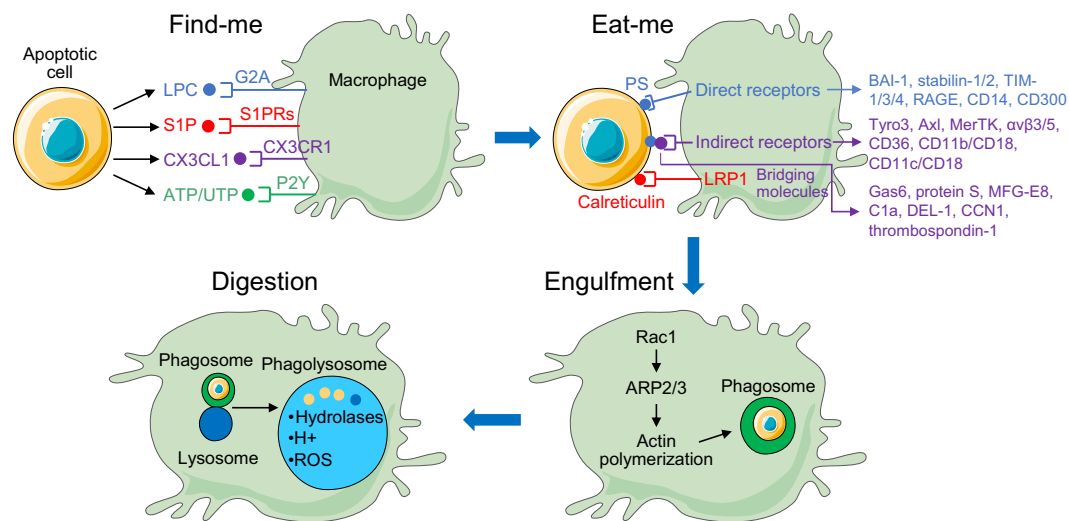 Find-me
Apoptotic
cell
LPC
G2A
S1P
S1PRs
CX3CL1
CX3CR1
ATP/UTP
P2Y
Macrophage
Eat-me
PS
Direct receptors
BAI-1, stabilin-1/2, TIM-
1/3/4, RAGE, CD14, CD300
Indirect receptors
Tyro3, Axl, MerTK, αvβ3/5,
CD36, CD11b/CD18,
CD11c/CD18
LRP1
Calreticulin
Bridging
molecules
Gas6, protein S, MFG-E8,
C1a, DEL-1, CCN1,
thrombospondin-1
Engulfment
Rac1
ARP2/3
Actin
polymerization
Phagosome
Digestion
Phagosome
Lysosome
Phagolysosome
•Hydrolases
•H+
•ROS